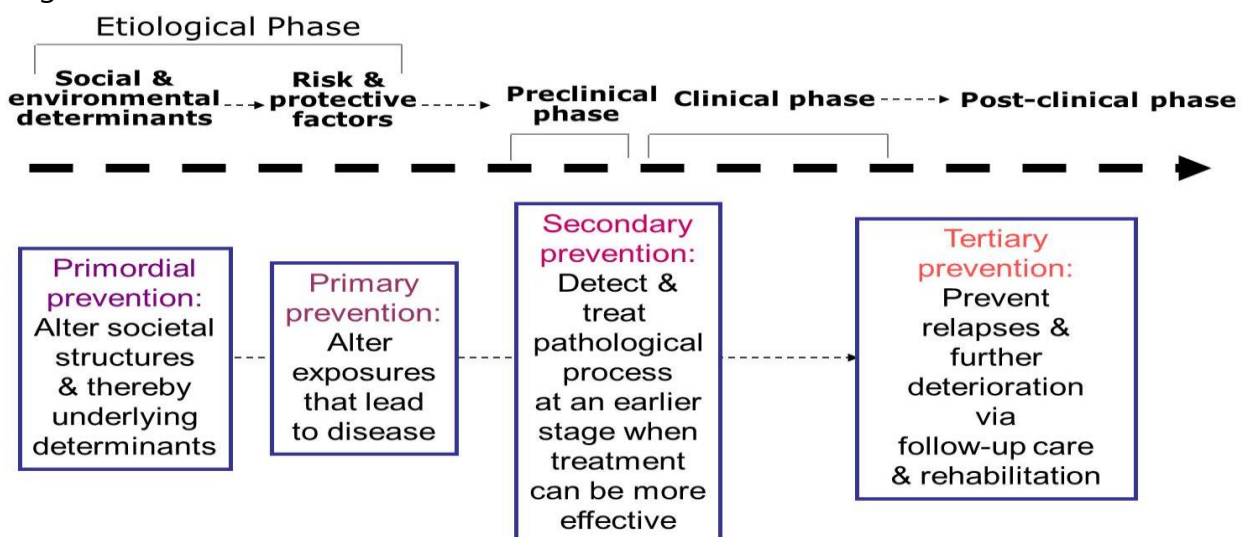 Etiological Phase
Social &
environmental
determinants
Risk &
protective
factors
Preclinical
phase
Clinical phase
Post-clinical phase
Primordial
prevention:
Alter societal
structures
& thereby
underlying
determinants
Primary
prevention:
Alter
exposures
that lead
to disease
Secondary
prevention:
Detect &
treat
pathological
process
at an earlier
stage when
treatment
can be more
effective
Tertiary
prevention:
Prevent
relapses &
further
deterioration
via
follow-up care
& rehabilitation